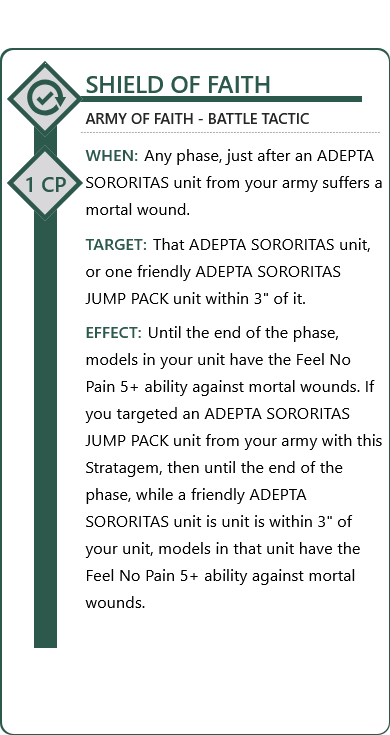 SHIELD OF FAITH
ARMY OF FAITH - BATTLE TACTIC
WHEN: Any phase, just after an ADEPTA
1 CP
SORORITAS unit from your army suffers a
mortal wound.
TARGET: That ADEPTA SORORITAS unit,
or one friendly ADEPTA SORORITAS
JUMP PACK unit within 3" of it.
EFFECT: Until the end of the phase,
models in your unit have the Feel No
Pain 5+ ability against mortal wounds. If
you targeted an ADEPTA SORORITAS
JUMP PACK unit from your army with this
Stratagem, then until the end of the
phase, while a friendly ADEPTA
SORORITAS unit is unit is within 3" of
your unit, models in that unit have the
Feel No Pain 5+ ability against mortal
wounds.